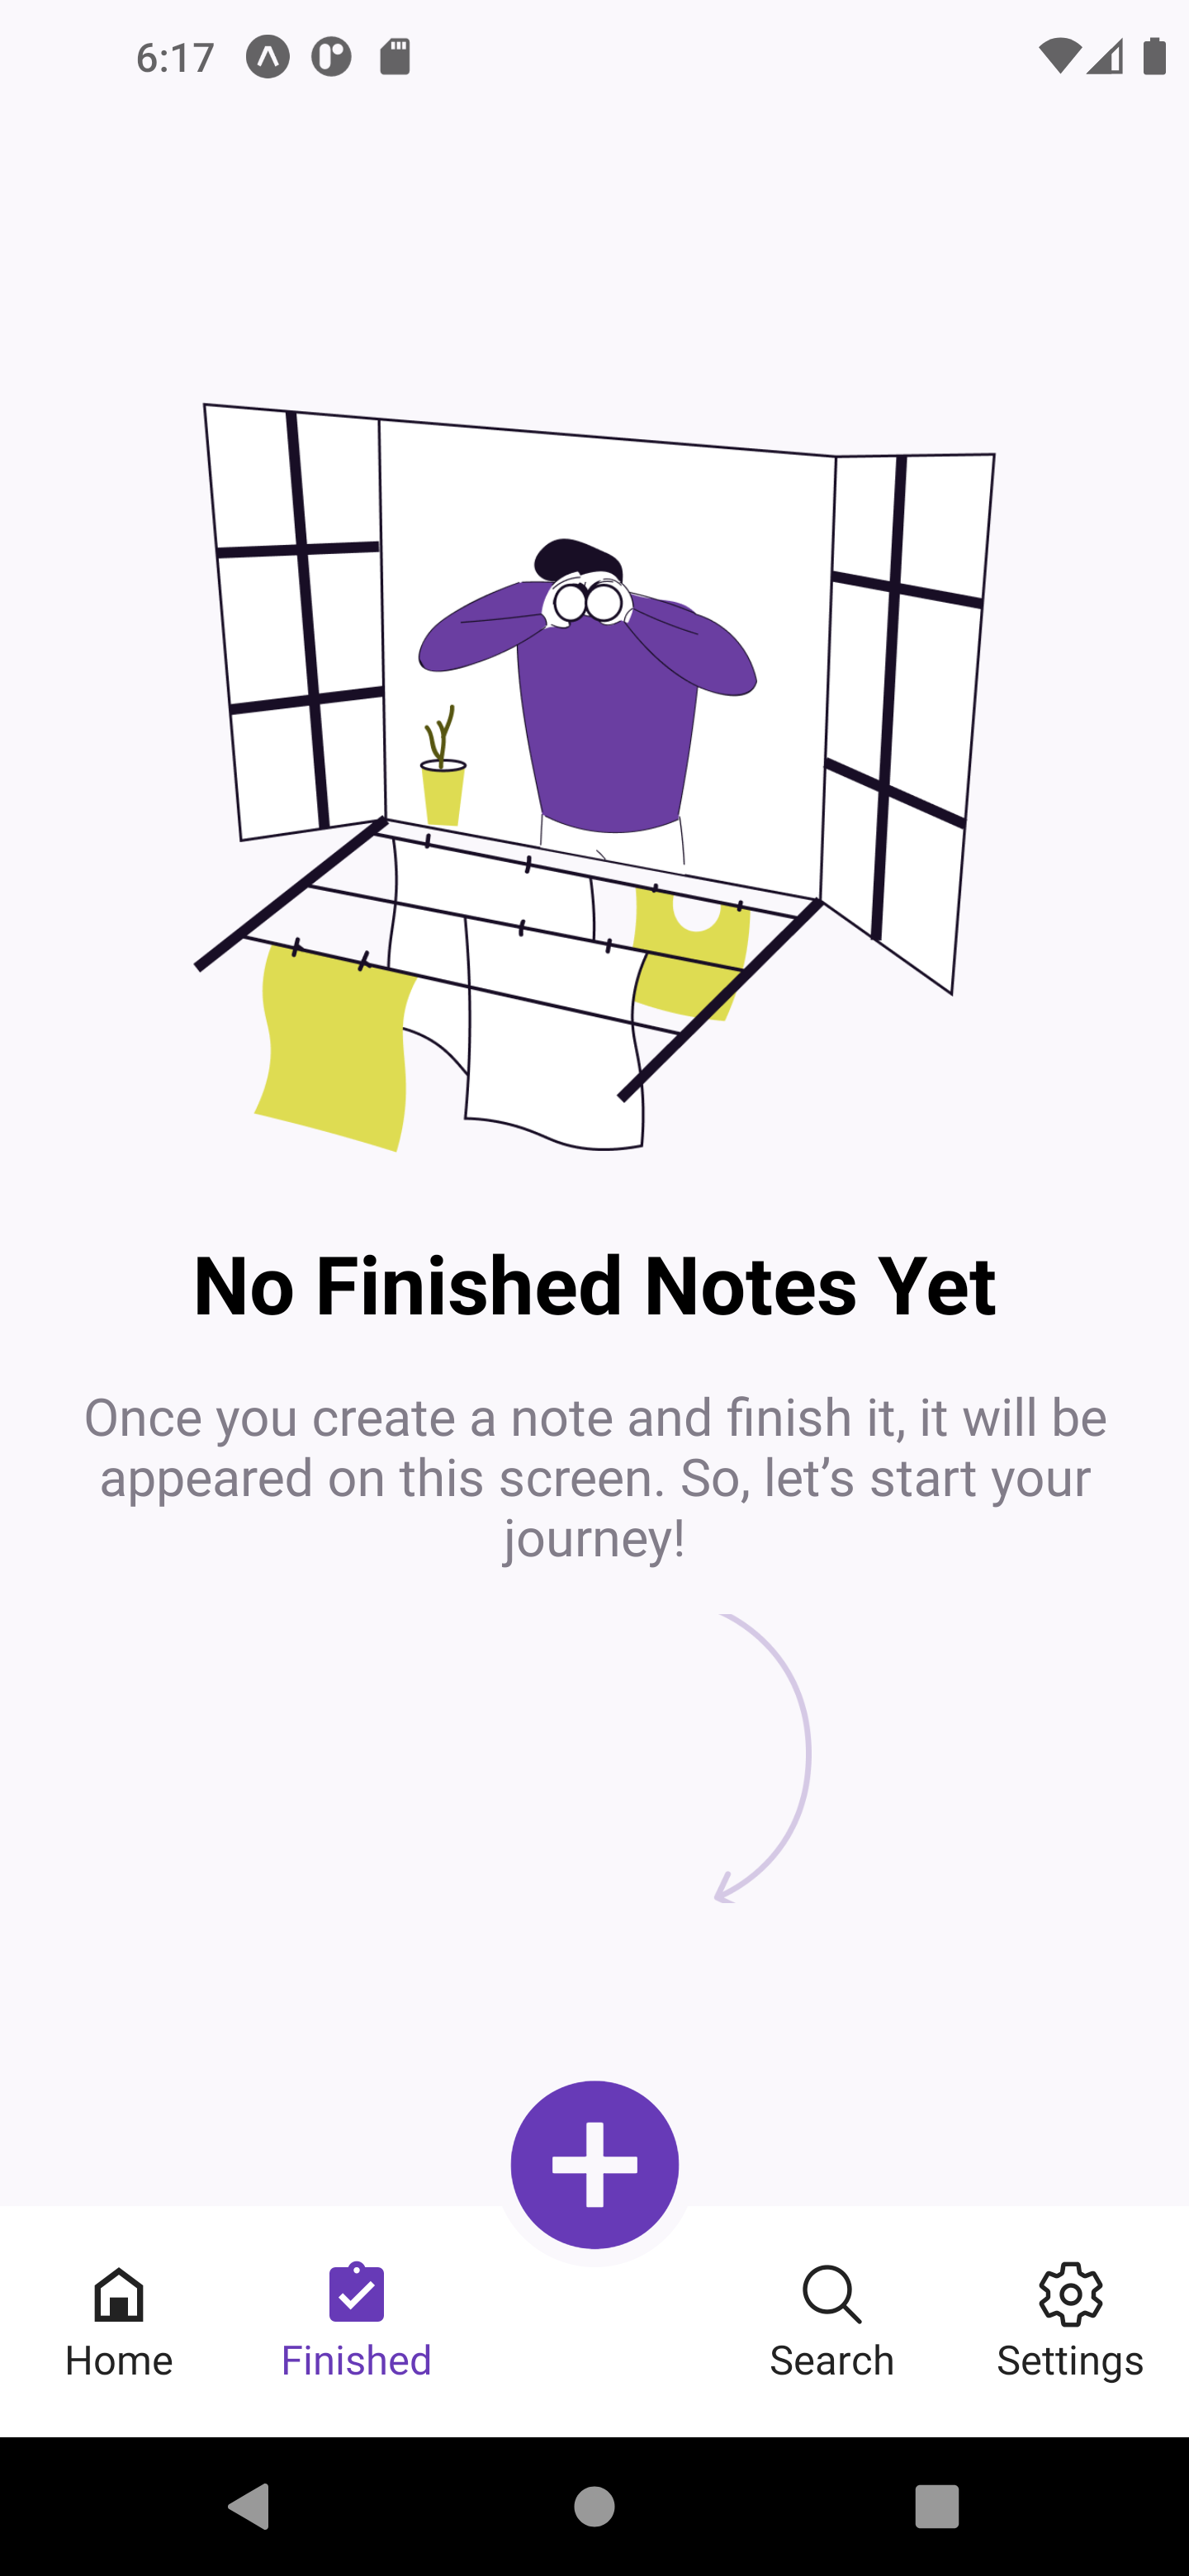 6:17
No Finished Notes Yet
Once you create a note and finish it, it will be
appeared on this screen. So, let’s start your
journey!
Home
Finished
Search
Settings